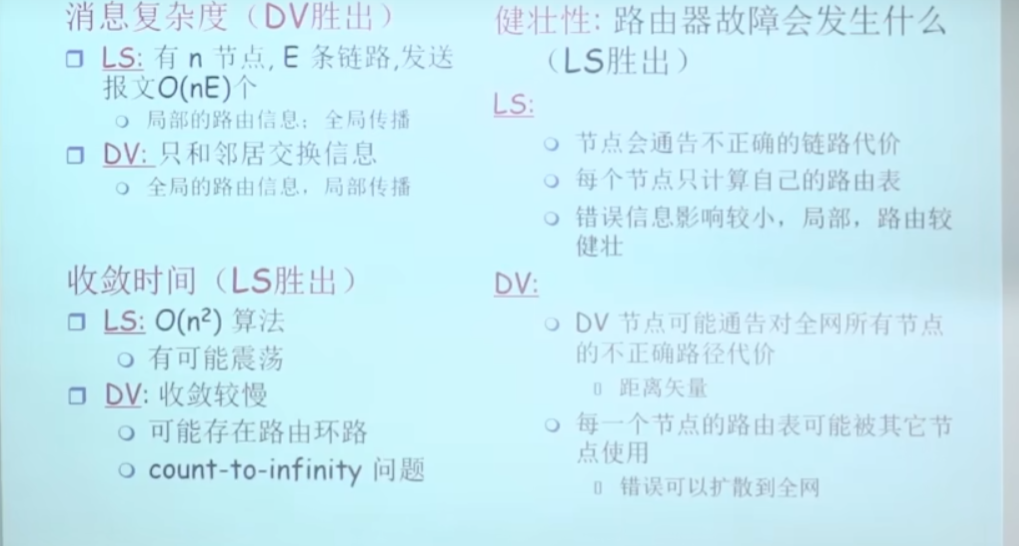 消息复杂度（DV胜出）
LS: 有 n 节点, E 条链路,发送
报文O(nE)个
局部的路由信息；全局传播
DV: 只和邻居交换信息
全局的路由信息，局部传播
收敛时间（LS胜出）
LS: O(n²) 算法
有可能震荡
DV: 收敛较慢
可能存在路由环路
count-to-infinity 问题
健壮性: 路由器故障会发生什么
（LS胜出）
LS:
节点会通告不正确的链路代价
每个节点只计算自己的路由表
错误信息影响较小，局部，路由较
健壮
DV:
DV 节点可能通告对全网所有节点
的不正确路径代价
距离矢量
每一个节点的路由表可能被其它节
点使用
错误可以扩散到全网